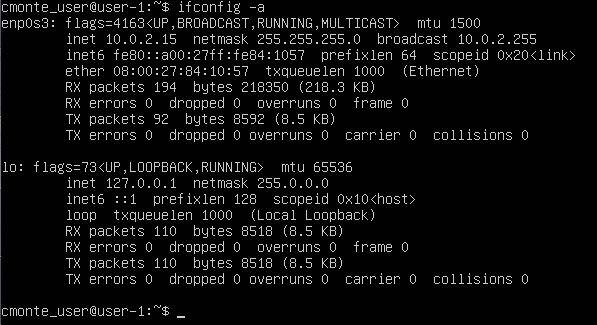 cmonte_user@user-1:~$ ifconfig -a
enp0s3: flags=4163<UP,BROADCAST,RUNNING,MULTICAST>  mtu 1500
        inet 10.0.2.15  netmask 255.255.255.0  broadcast 10.0.2.255
        inet6 fe80::a00:27ff:fe84:1057  prefixlen 64  scopeid 0x20<link>
        ether 08:00:27:84:10:57  txqueuelen 1000  (Ethernet)
        RX packets 194  bytes 218350 (218.3 KB)
        RX errors 0  dropped 0  overruns 0  frame 0
        TX packets 92  bytes 8592 (8.5 KB)
        TX errors 0  dropped 0 overruns 0  carrier 0  collisions 0

lo: flags=73<UP,LOOPBACK,RUNNING>  mtu 65536
        inet 127.0.0.1  netmask 255.0.0.0
        inet6 ::1  prefixlen 128  scopeid 0x10<host>
        loop  txqueuelen 1000  (Local Loopback)
        RX packets 110  bytes 8518 (8.5 KB)
        RX errors 0  dropped 0  overruns 0  frame 0
        TX packets 110  bytes 8518 (8.5 KB)
        TX errors 0  dropped 0 overruns 0  carrier 0  collisions 0

cmonte_user@user-1:~$ _